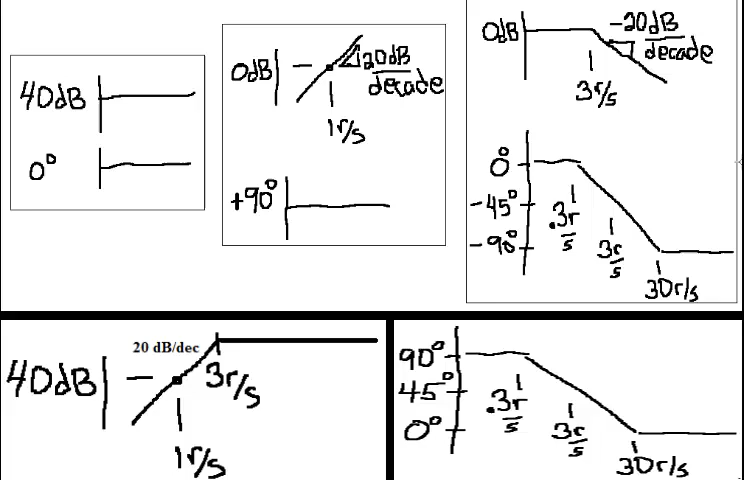 40dB
0°
0dB
20dB
decade
1r/s
+90°
0dB
-20dB
decade
3r/s
0°
-45°
-90°
.3r
s
3r
s
30r/s
40dB
20 dB/dec
3r/s
1r/s
90°
45°
0°
.3r
s
3r
s
30r/s